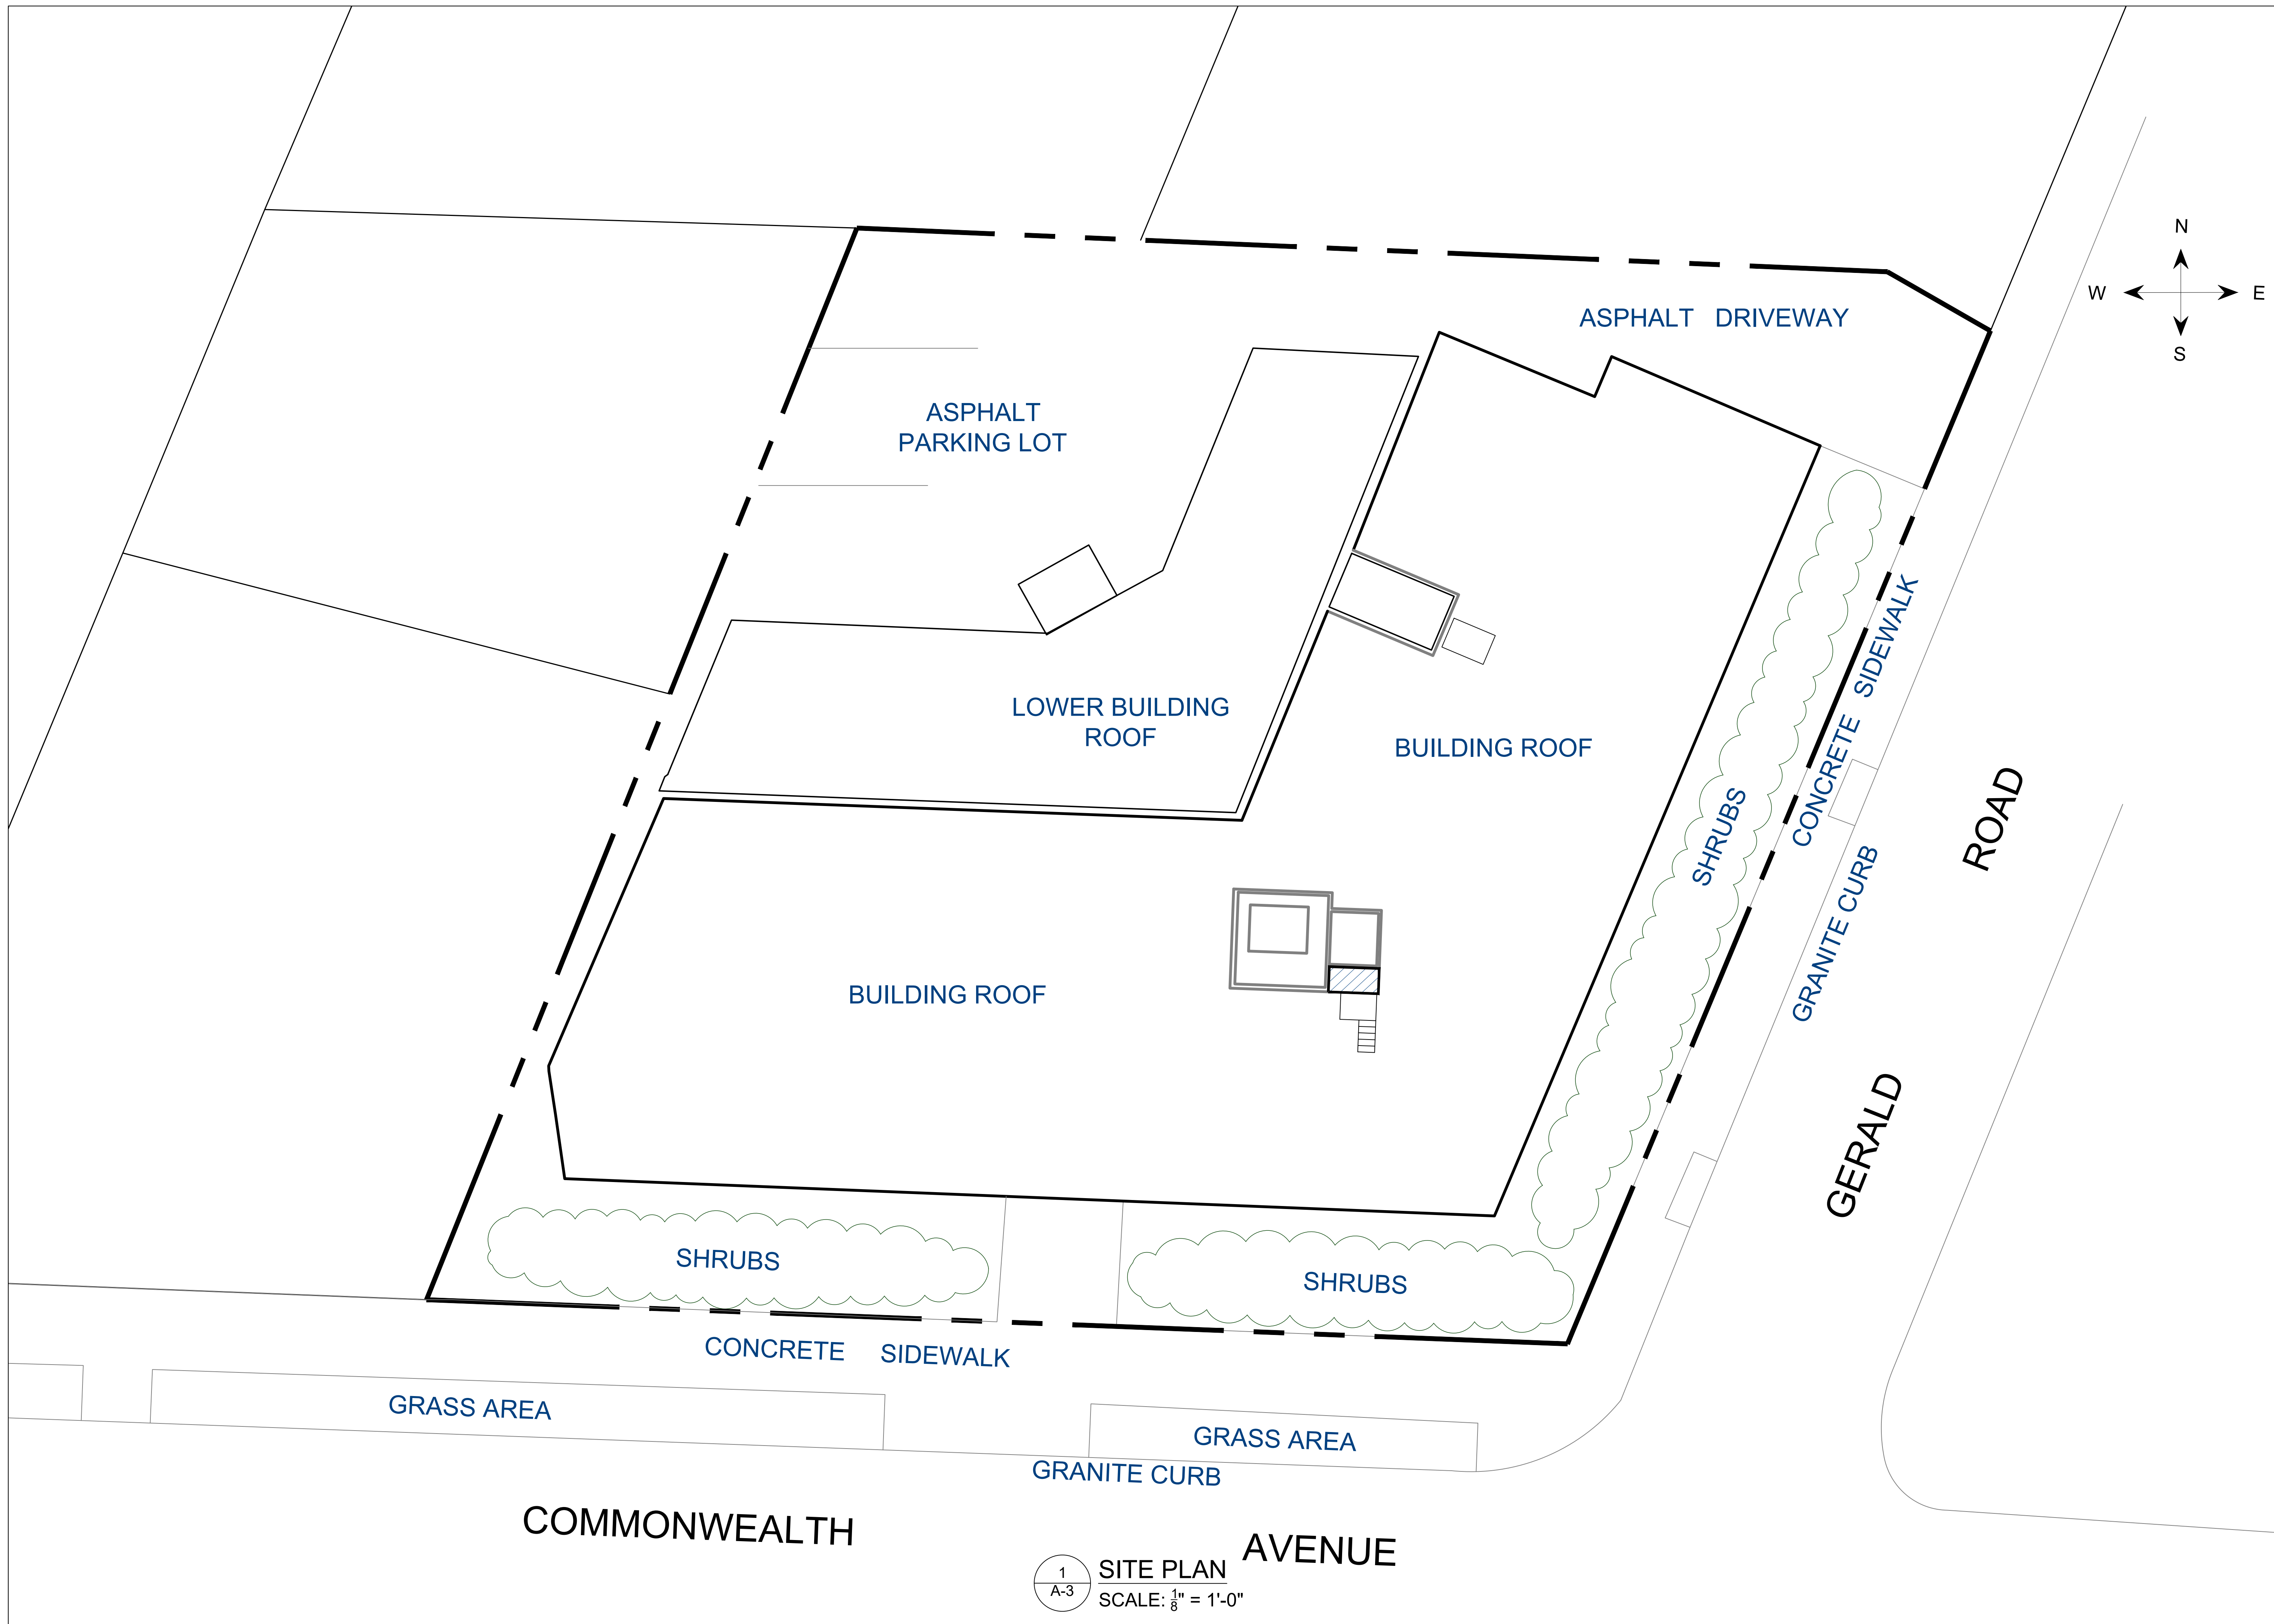 N
W
E
S
ASPHALT DRIVEWAY
ASPHALT
PARKING LOT
LOWER BUILDING
ROOF
BUILDING ROOF
CONCRETE SIDEWALK
SHRUBS
GRANITE CURB
GERALD ROAD
BUILDING ROOF
SHRUBS
SHRUBS
CONCRETE SIDEWALK
GRASS AREA
GRASS AREA
GRANITE CURB
COMMONWEALTH AVENUE
1
A-3
SITE PLAN
SCALE: 1/8" = 1'-0"